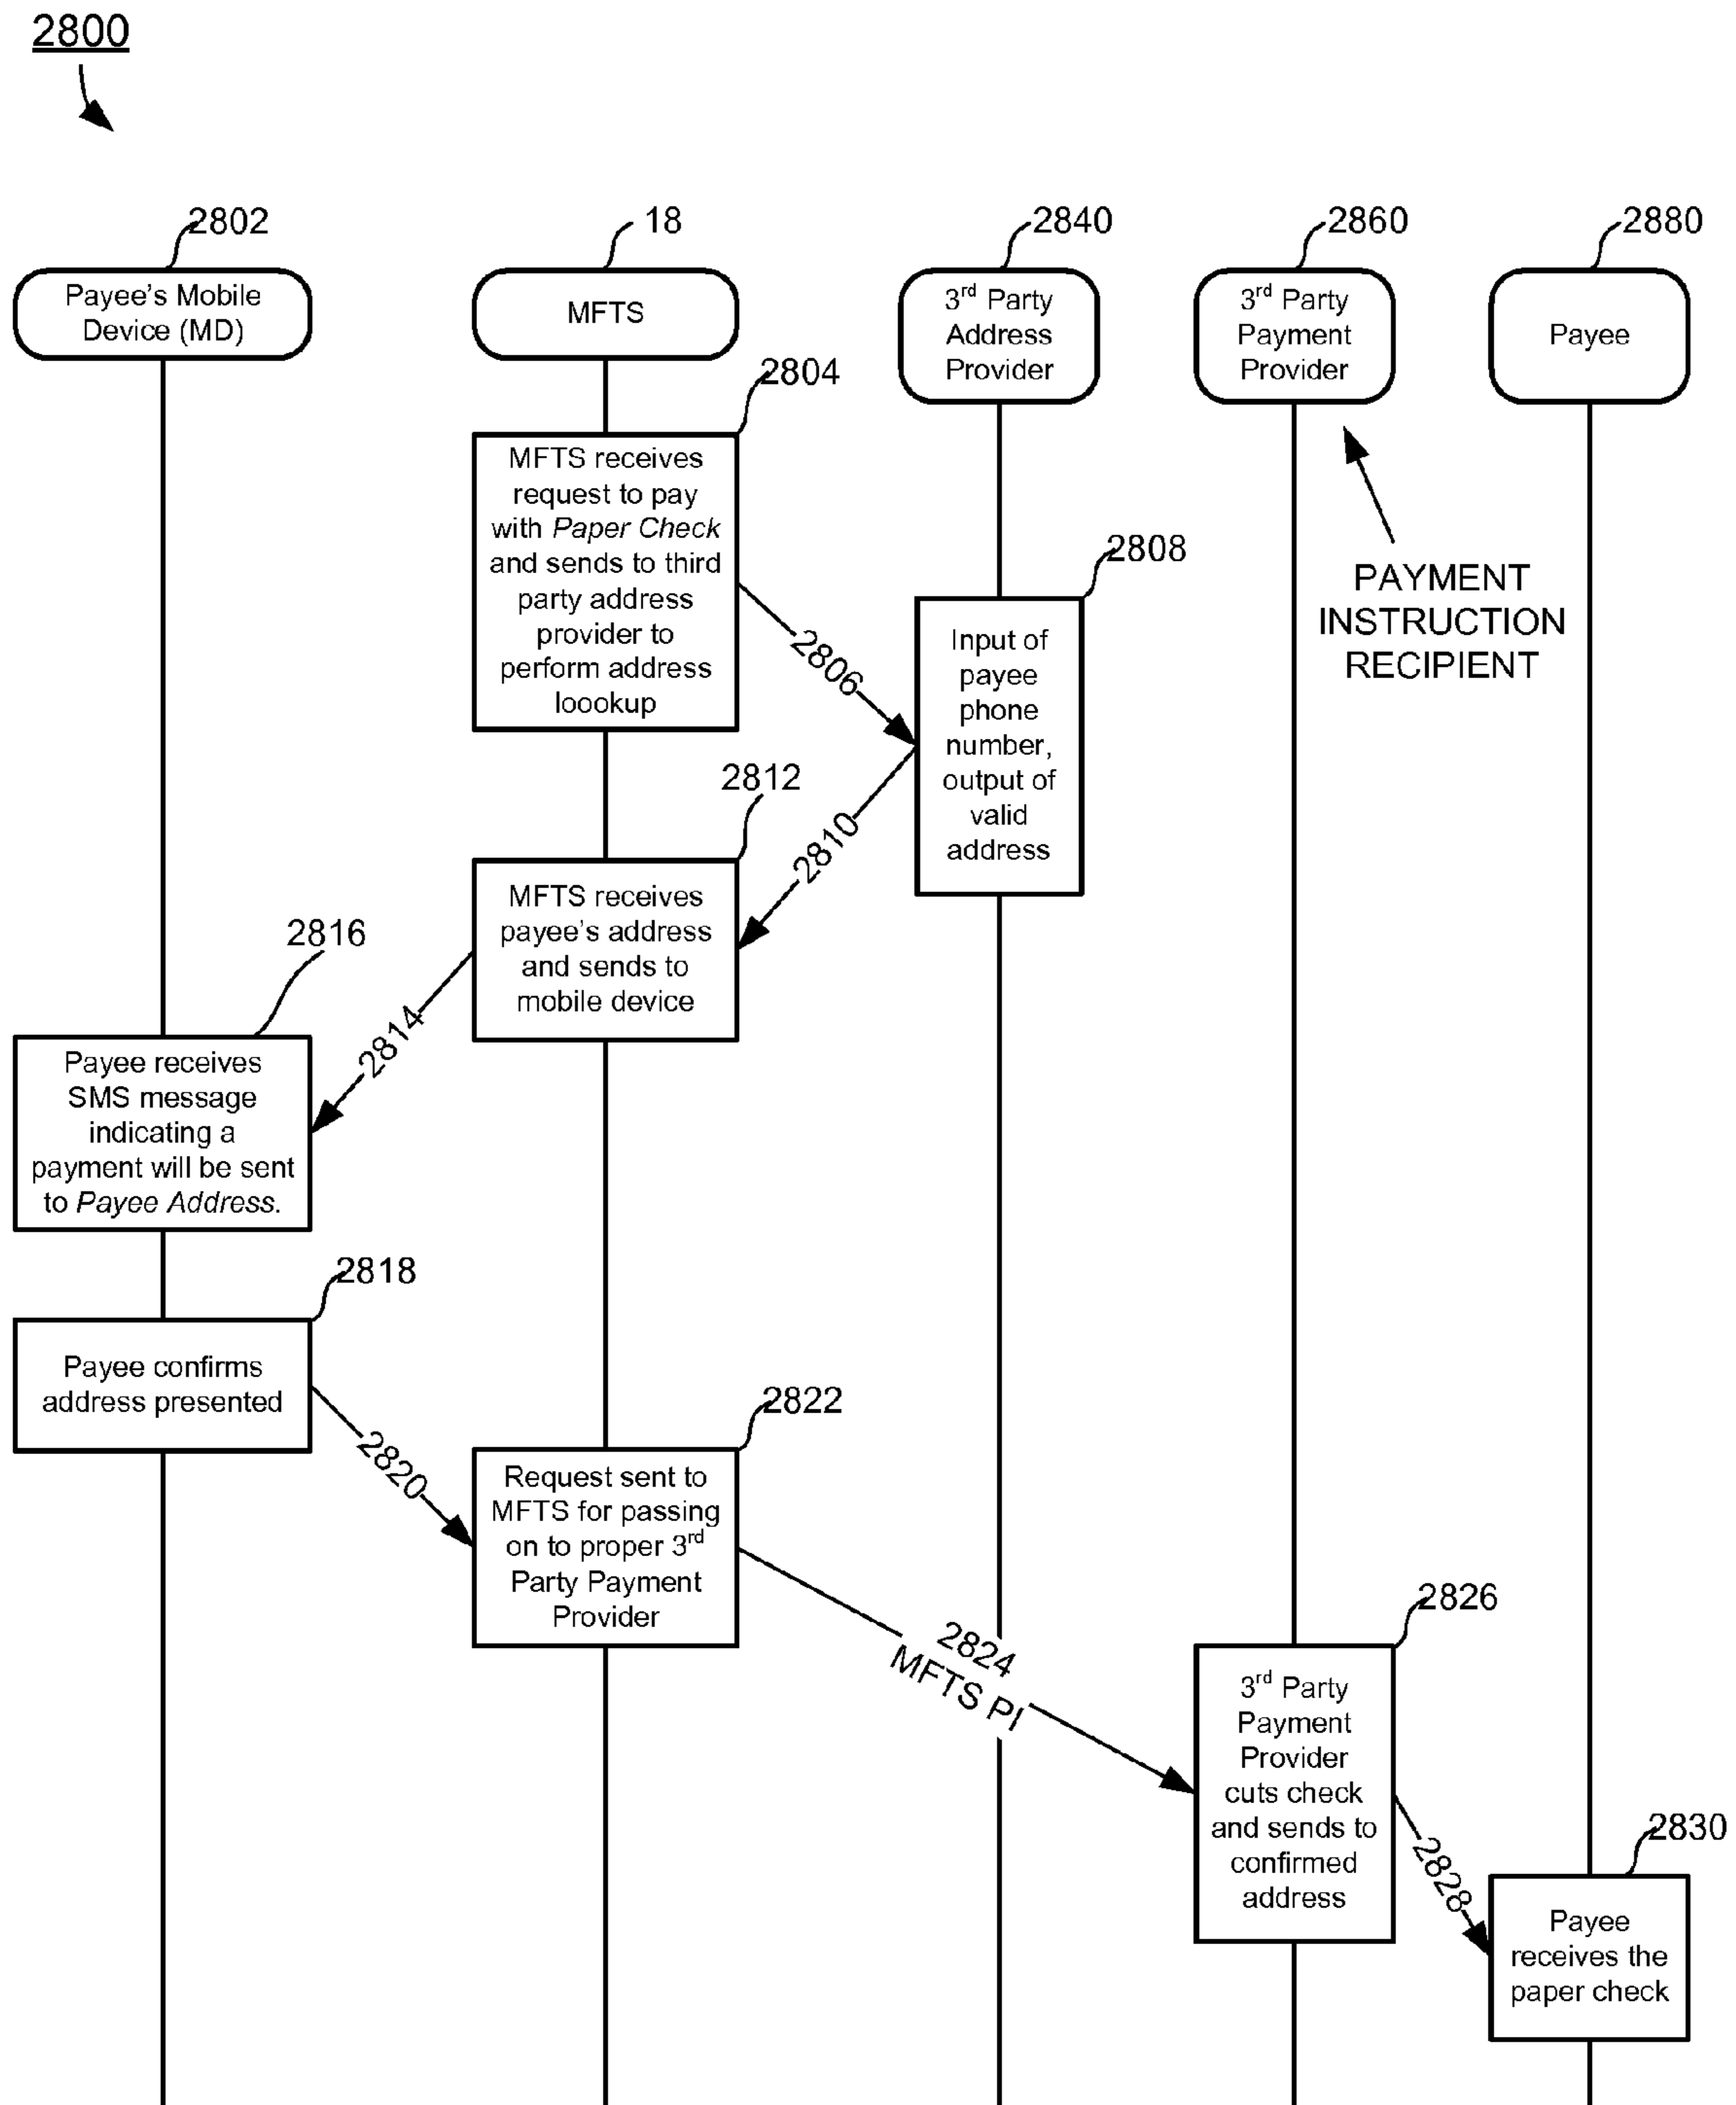 2800
2802
18
2840
2860
2880
Payee's Mobile
Device (MD)
MFTS
3rd Party
Address
Provider
3rd Party
Payment
Provider
Payee
2804
MFTS receives
request to pay
with Paper Check
and sends to third
party address
provider to
perform address
loookup
2806
2808
Input of
payee
phone
number,
output of
valid
address
PAYMENT
INSTRUCTION
RECIPIENT
2810
2812
MFTS receives
payee's address
and sends to
mobile device
2814
2816
Payee receives
SMS message
indicating a
payment will be sent
to Payee Address.
2818
Payee confirms
address presented
2820
2822
Request sent to
MFTS for passing
on to proper 3rd
Party Payment
Provider
2824
MFTS PI
2826
3rd Party
Payment
Provider
cuts check
and sends to
confirmed
address
2828
2830
Payee
receives the
paper check